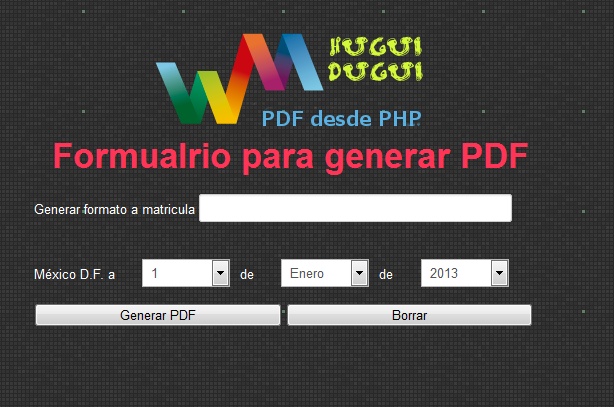 HUGUI
DUGUI
PDF desde PHP
Formualrio para generar PDF
Generar formato a matricula
México D.F. a 1 de Enero de 2013
Generar PDF Borrar